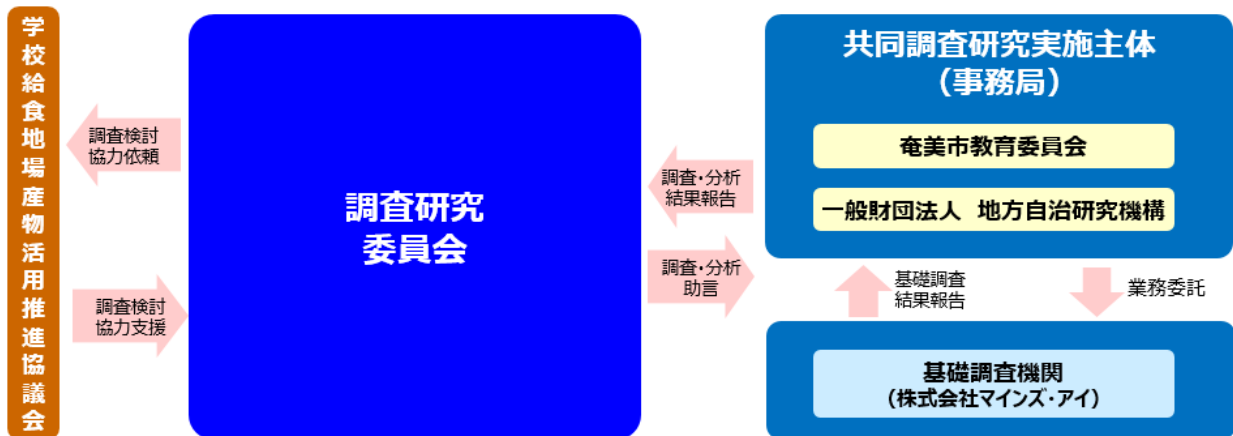 学校給食地場産物活用推進協議会
調査検討
協力依頼
調査検討
協力支援
調査研究
委員会
調査・分析
結果報告
調査・分析
助言
共同調査研究実施主体
（事務局）
奄美市教育委員会
一般財団法人 地方自治研究機構
基礎調査
結果報告
業務委託
基礎調査機関
（株式会社マインズ・アイ）